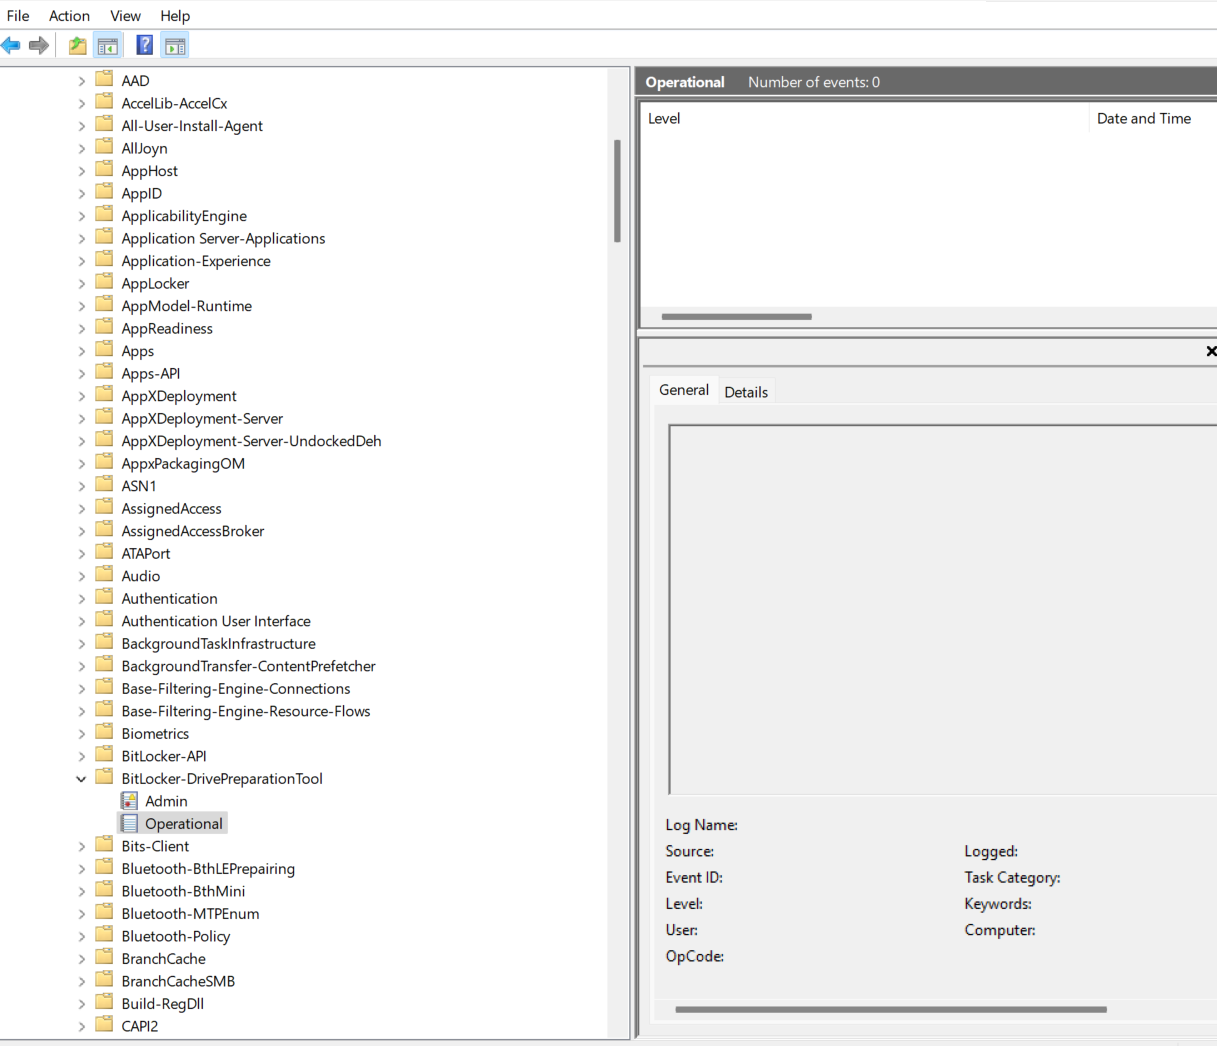 File Action View Help
AAD
AccelLib-AccelCx
All-User-Install-Agent
AllJoyn
AppHost
AppID
ApplicabilityEngine
Application Server-Applications
Application-Experience
AppLocker
AppModel-Runtime
AppReadiness
Apps
Apps-API
AppXDeployment
AppXDeployment-Server
AppXDeployment-Server-UndockedDeh
AppxPackagingOM
ASN1
AssignedAccess
AssignedAccessBroker
ATAPort
Audio
Authentication
Authentication User Interface
BackgroundTaskInfrastructure
BackgroundTransfer-ContentPrefetcher
Base-Filtering-Engine-Connections
Base-Filtering-Engine-Resource-Flows
Biometrics
BitLocker-API
BitLocker-DrivePreparationTool
Admin
Operational
Bits-Client
Bluetooth-BthLEPrepairing
Bluetooth-BthMini
Bluetooth-MTPEnum
Bluetooth-Policy
BranchCache
BranchCacheSMB
Build-RegDll
CAPI2
Operational Number of events: 0
Level Date and Time
General Details
Log Name:
Source: Logged:
Event ID: Task Category:
Level: Keywords:
User: Computer:
OpCode: